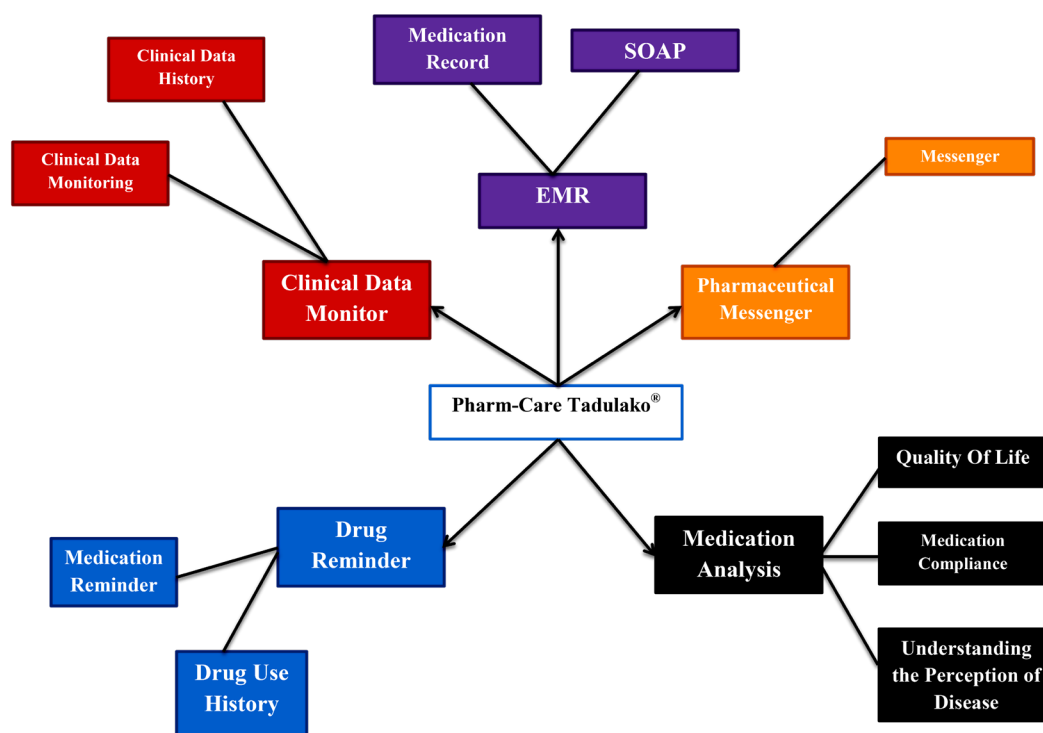 Medication
Record
SOAP
Clinical Data
History
Clinical Data
Monitoring
Messenger
EMR
Clinical Data
Monitor
Pharmaceutical
Messenger
Pharm-Care Tadulako®
Quality Of Life
Drug
Reminder
Medication
Analysis
Medication
Compliance
Medication
Reminder
Understanding
the Perception of
Disease
Drug Use
History